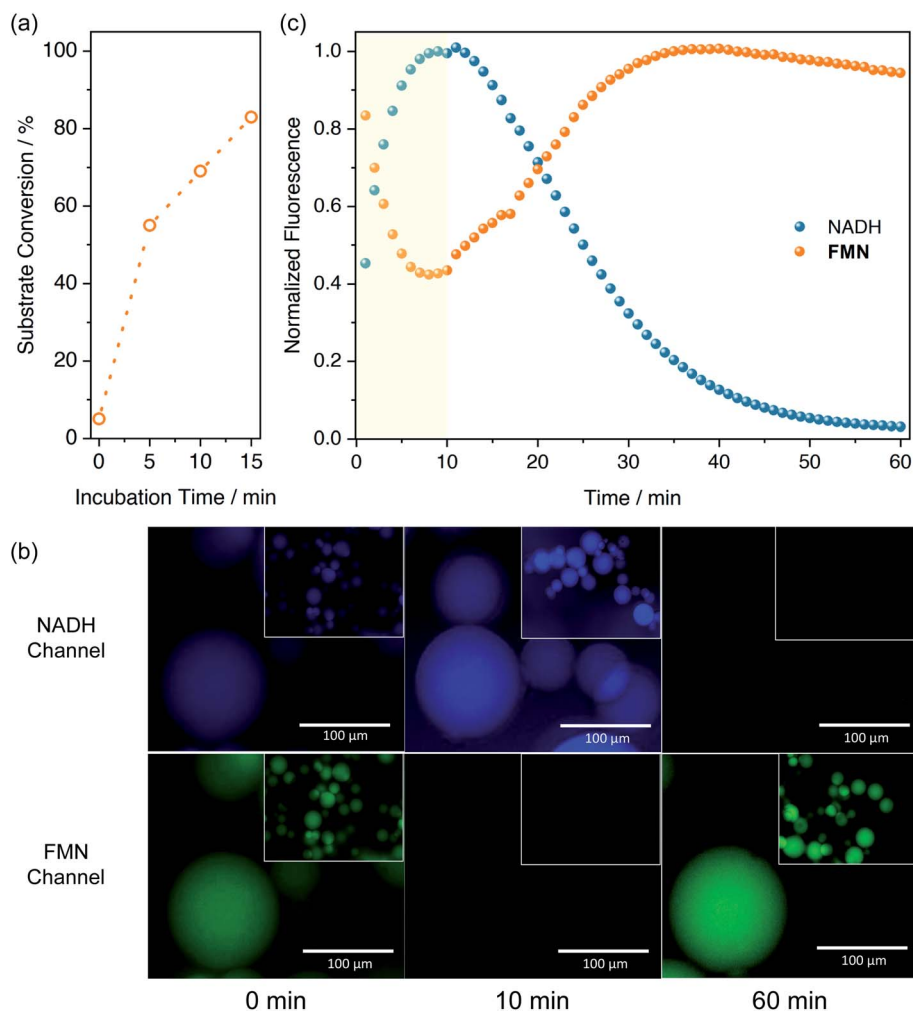 (a)
100
80
60
40
20
0
Substrate Conversion / %
0 5 10 15
Incubation Time / min
(c)
1.0
0.8
0.6
0.4
0.2
0.0
Normalized Fluorescence
NADH
FMN
0 10 20 30 40 50 60
Time / min
(b)
NADH
Channel
100 μm
100 μm
100 μm
FMN
Channel
100 μm
100 μm
100 μm
0 min
10 min
60 min